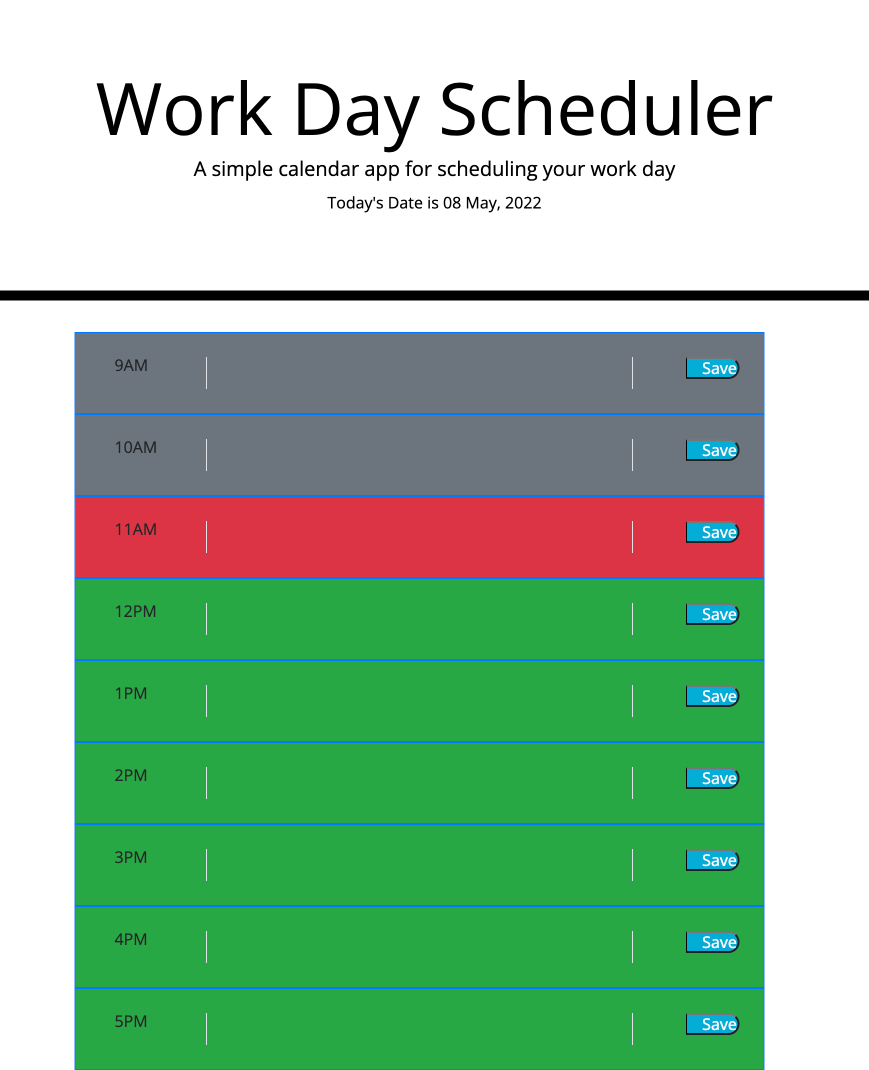 Work Day Scheduler
A simple calendar app for scheduling your work day
Today's Date is 08 May, 2022
9AM Save
10AM Save
11AM Save
12PM Save
1PM Save
2PM Save
3PM Save
4PM Save
5PM Save